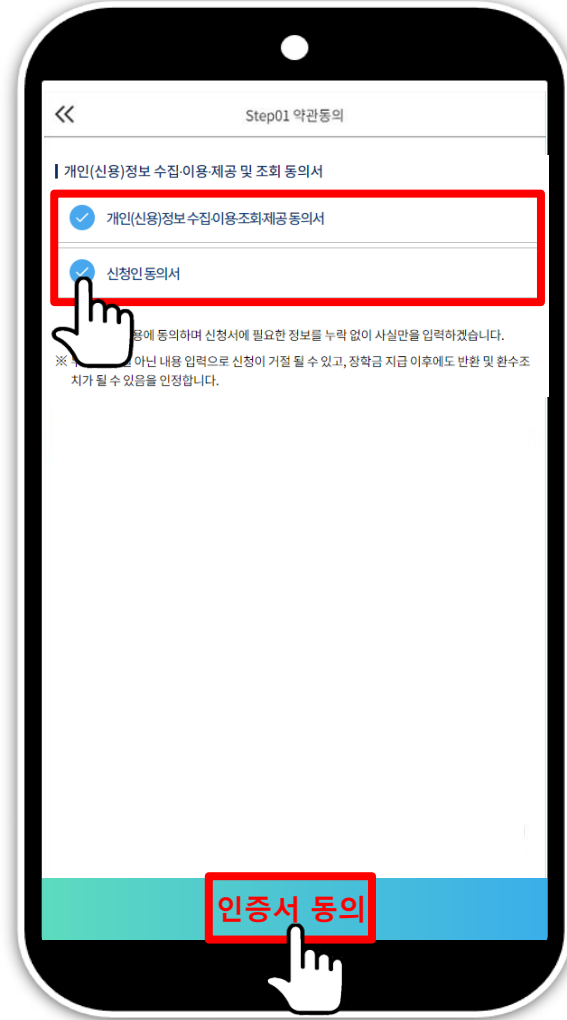 Step01 약관동의
개인(신용)정보 수집·이용·제공 및 조회 동의서
개인(신용)정보 수집·이용·조회·제공 동의서
신청인 동의서
동의하며 신청서에 필요한 정보를 누락 없이 사실만을 입력하겠습니다.
※ 아닌 내용 입력으로 신청이 거절 될 수 있고, 장학금 지급 이후에도 반환 및 환수조
치가 될 수 있음을 인정합니다.
인증서 동의